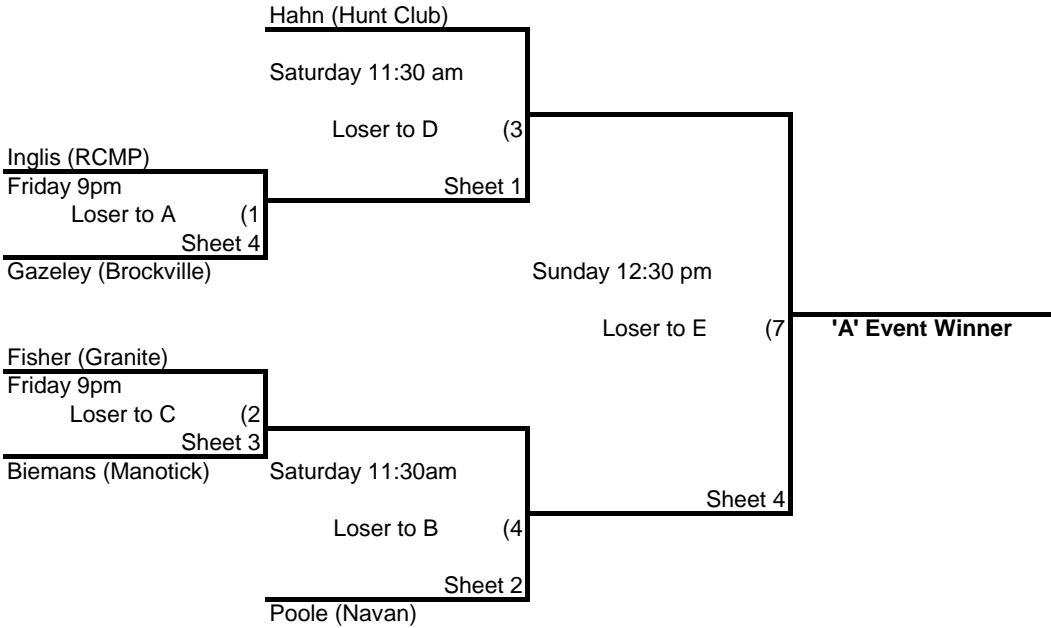 Hahn (Hunt Club)
Saturday 11:30 am
Loser to D (3
Inglis (RCMP)
Friday 9pm
Sheet 1
Loser to A (1
Sheet 4
Gazeley (Brockville)
Sunday 12:30 pm
Loser to E (7
'A' Event Winner
Fisher (Granite)
Friday 9pm
Loser to C (2
Sheet 3
Biemans (Manotick)
Saturday 11:30am
Sheet 4
Loser to B (4
Sheet 2
Poole (Navan)